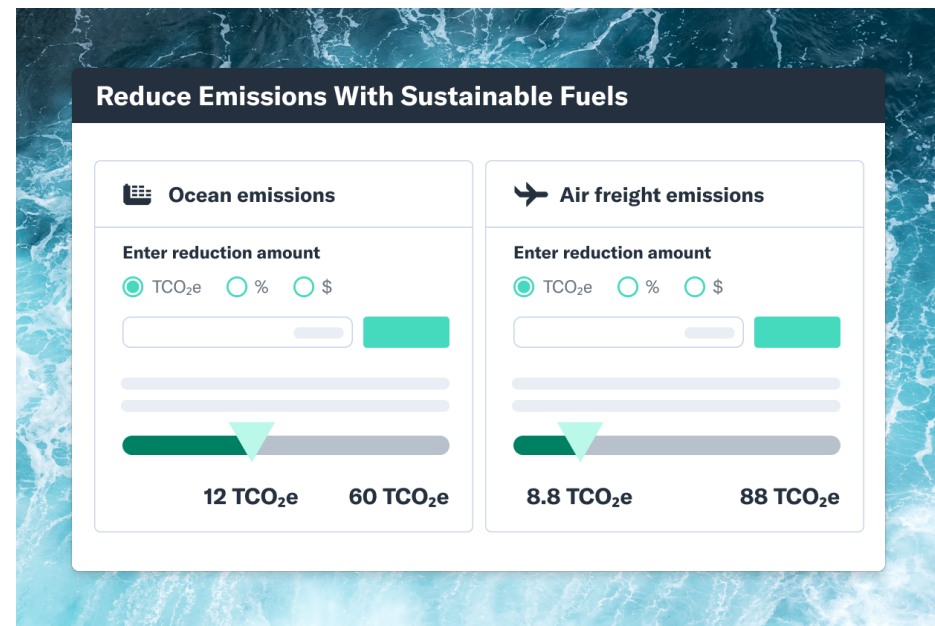 Reduce Emissions With Sustainable Fuels
Ocean emissions
Enter reduction amount
TCO₂e % $
12 TCO₂e 60 TCO₂e
Air freight emissions
Enter reduction amount
TCO₂e % $
8.8 TCO₂e 88 TCO₂e